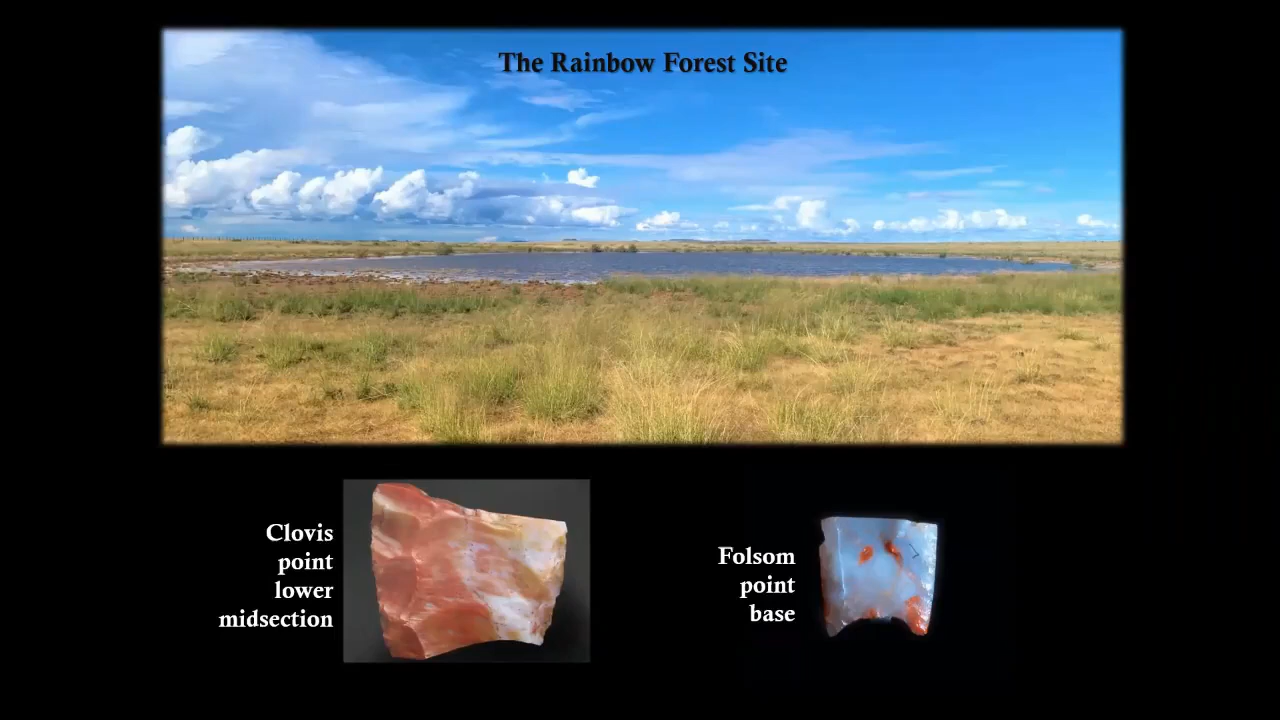 The Rainbow Forest Site
Clovis
point
lower
midsection
Folsom
point
base